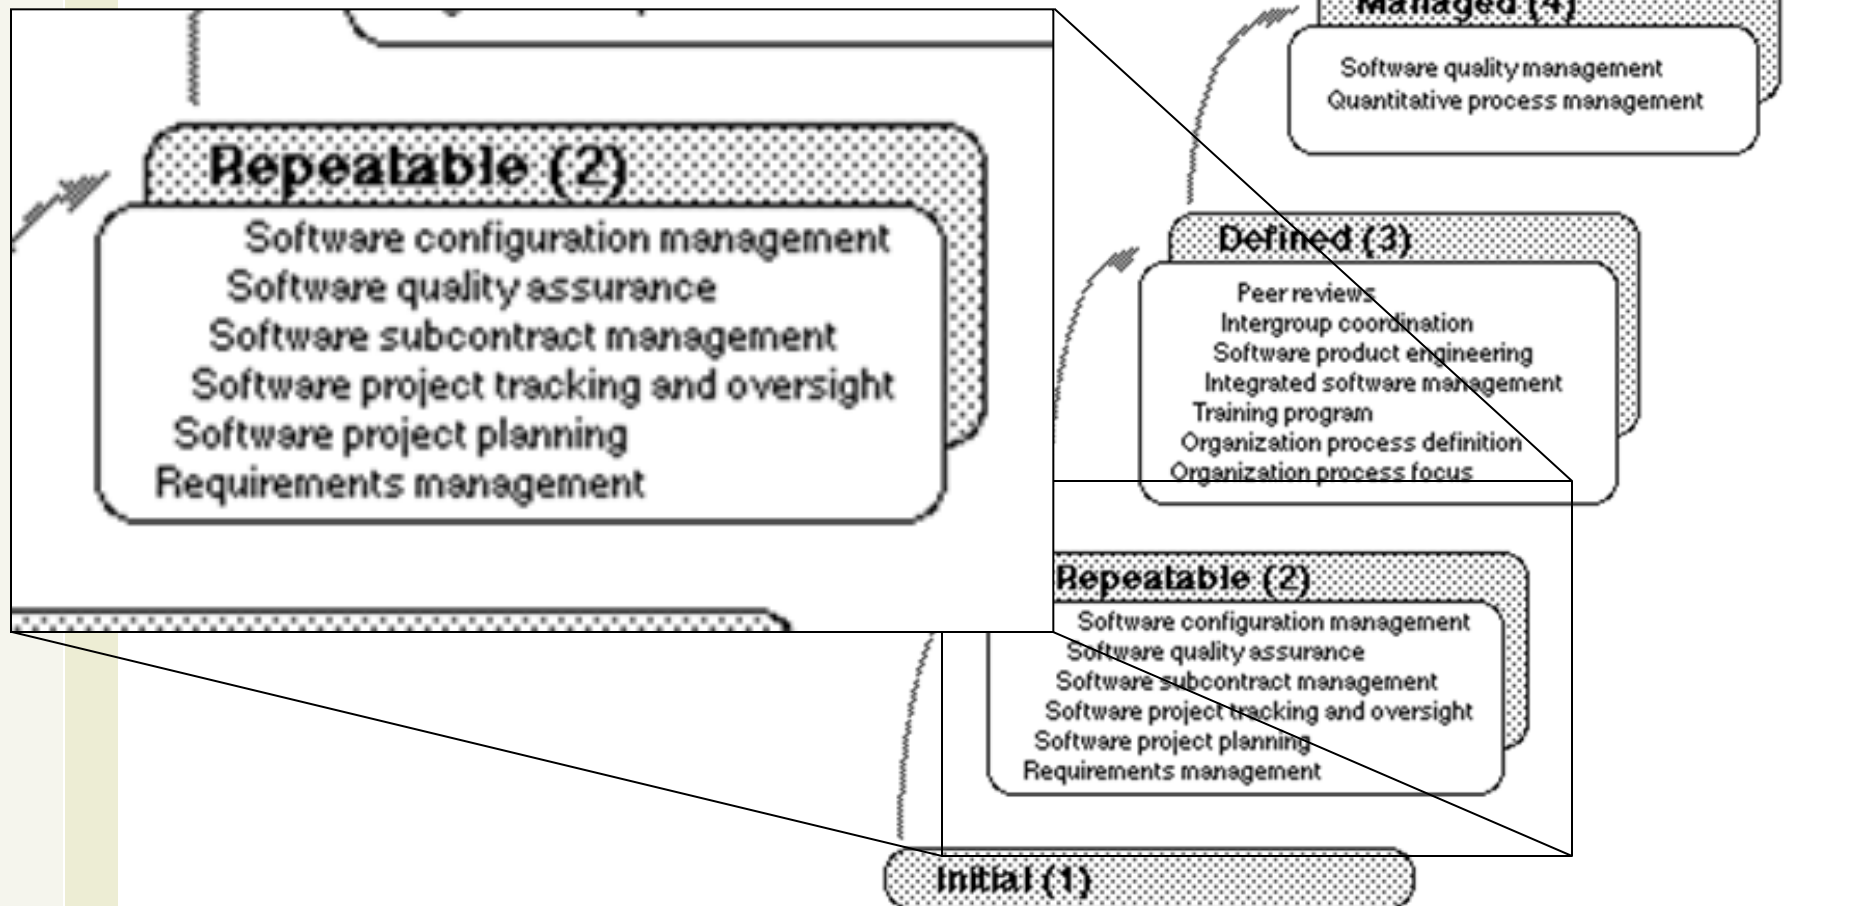 Repeatable (2)
Software configuration management
Software quality assurance
Software subcontract management
Software project tracking and oversight
Software project planning
Requirements management
Managed (4)
Software quality management
Quantitative process management
Defined (3)
Peer reviews
Intergroup coordination
Software product engineering
Integrated software management
Training program
Organization process definition
Organization process focus
Repeatable (2)
Software configuration management
Software quality assurance
Software subcontract management
Software project tracking and oversight
Software project planning
Requirements management
Initial (1)